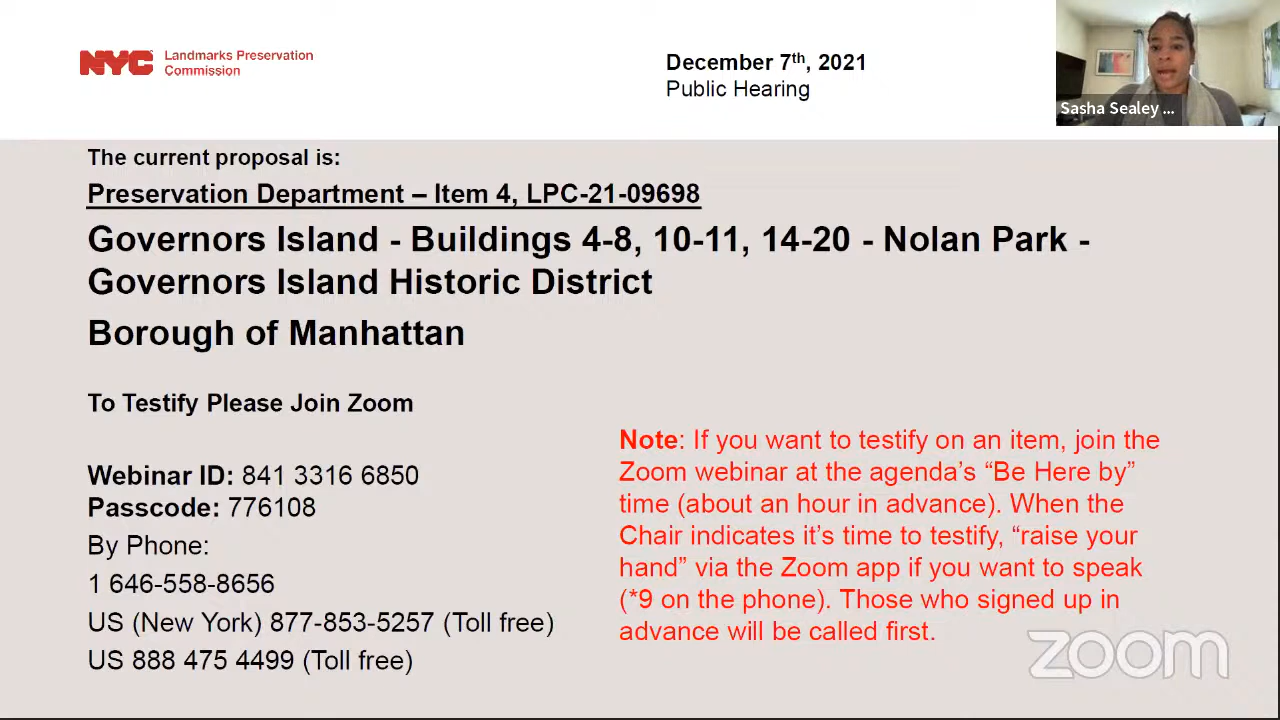 NYC Landmarks Preservation
Commission
December 7th, 2021
Public Hearing
Sasha Sealey ...
The current proposal is:
Preservation Department – Item 4, LPC-21-09698
Governors Island - Buildings 4-8, 10-11, 14-20 - Nolan Park -
Governors Island Historic District
Borough of Manhattan
To Testify Please Join Zoom
Webinar ID: 841 3316 6850
Passcode: 776108
By Phone:
1 646-558-8656
US (New York) 877-853-5257 (Toll free)
US 888 475 4499 (Toll free)
Note: If you want to testify on an item, join the
Zoom webinar at the agenda’s “Be Here by”
time (about an hour in advance). When the
Chair indicates it’s time to testify, “raise your
hand” via the Zoom app if you want to speak
(*9 on the phone). Those who signed up in
advance will be called first.
zoom